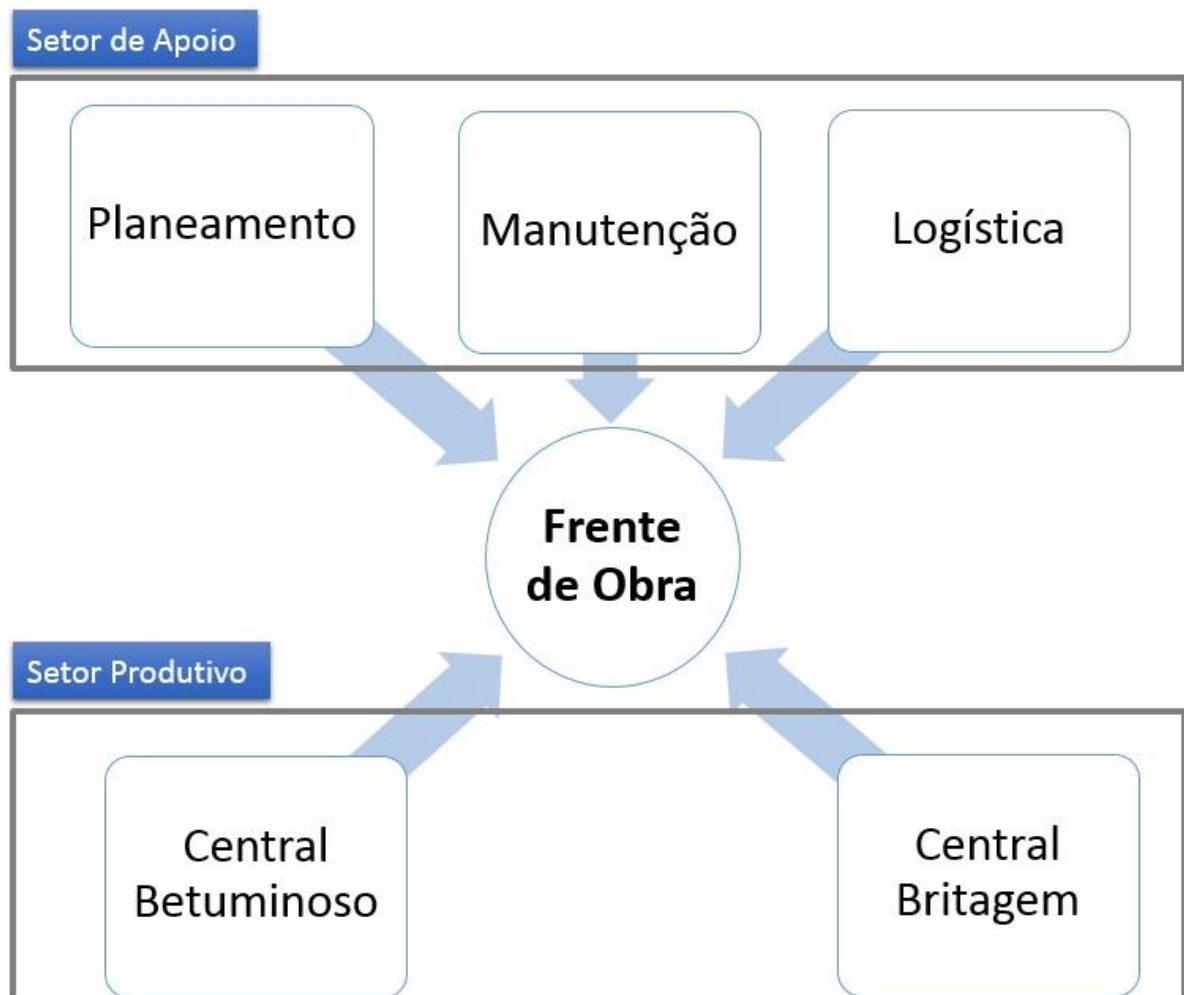 Setor de Apoio
Planeamento
Manutenção
Logística
Frente
de Obra
Setor Produtivo
Central
Betuminoso
Central
Britagem